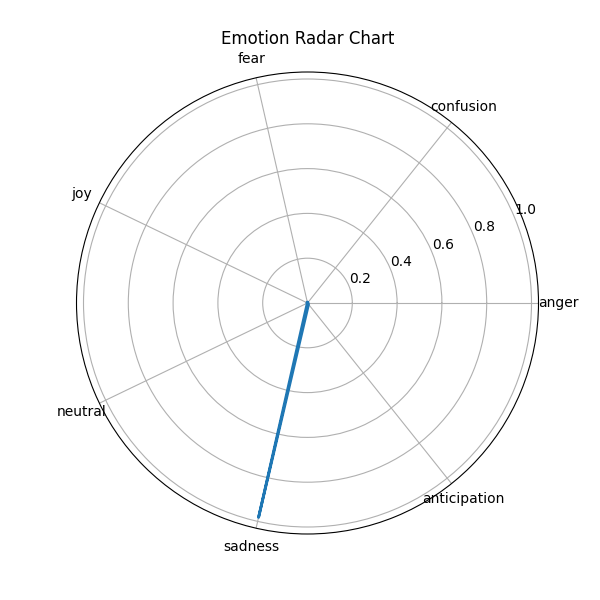 Emotion Radar Chart
fear
confusion
joy
1.0
0.8
0.6
0.4
0.2
anger
neutral
anticipation
sadness